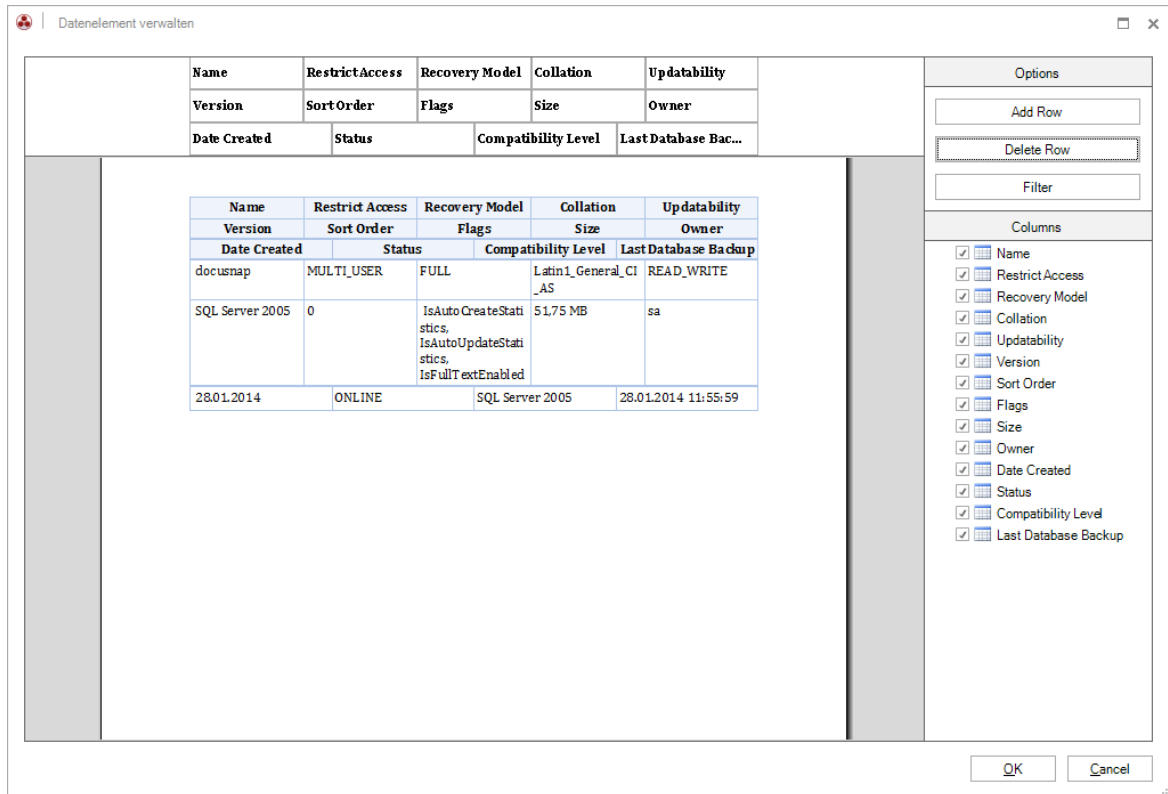 Datenelement verwalten
Name RestrictAccess Recovery Model Collation Updatability
Version Sort Order Flags Size Owner
Date Created Status Compatibility Level Last Database Bac...
Name Restrict Access Recovery Model Collation Updatability
Version Sort Order Flags Size Owner
Date Created Status Compatibility Level Last Database Backup
docusnap MULTI_USER FULL Latin1_General_CI READ_WRITE
_AS
SQL Server 2005 0 IsAutoCreateStati 51,75 MB sa
stics,
IsAutoUpdateStati
stics,
IsFullTextEnabled
28.01.2014 ONLINE SQL Server 2005 28.01.2014 11:55:59
Options
Add Row
Delete Row
Filter
Columns
Name
Restrict Access
Recovery Model
Collation
Updatability
Version
Sort Order
Flags
Size
Owner
Date Created
Status
Compatibility Level
Last Database Backup
OK Cancel